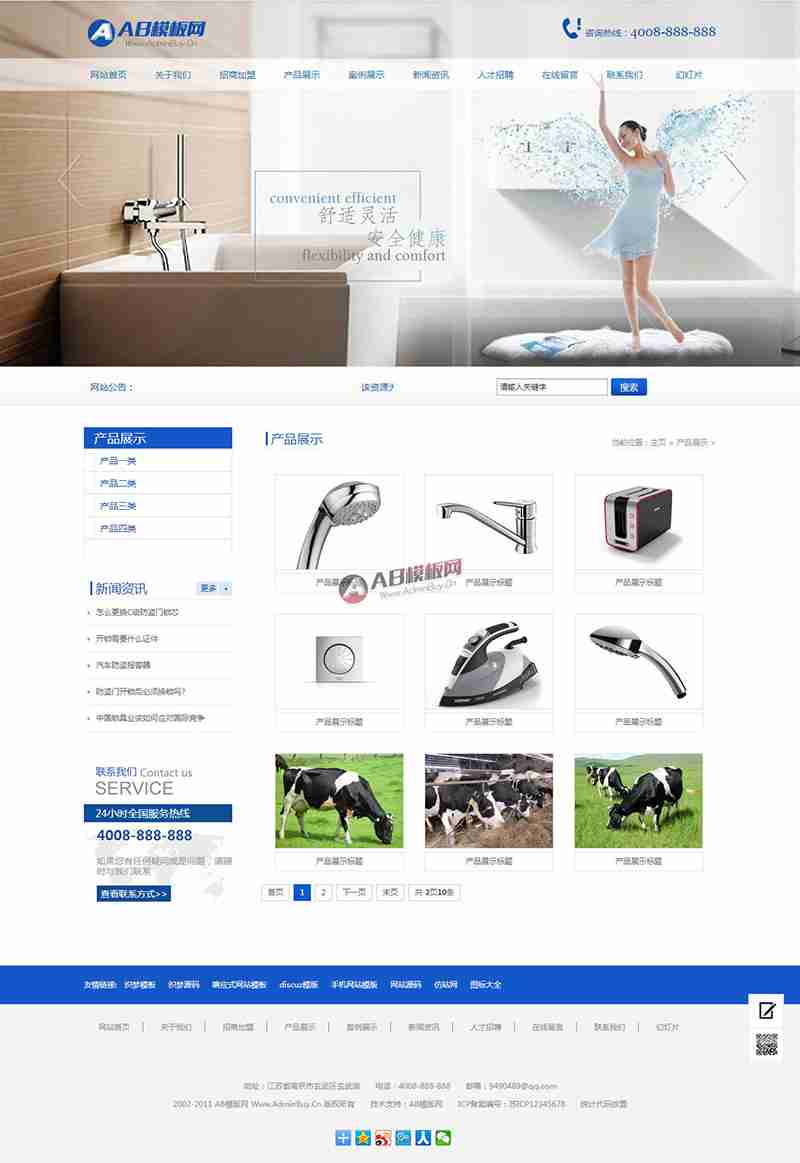 AB模板网
Www.AdminBuy.Cn
咨询热线：4008-888-888
网站首页 关于我们 招商加盟 产品展示 案例展示 新闻资讯 人才招聘 在线留言 联系我们 幻灯片
convenient efficient
舒适灵活
安全健康
flexibility and comfort
网站公告：
该资源
请输入关键字
搜索
产品展示
产品一类
产品二类
产品三类
产品四类
新闻资讯
更多
怎么更换C级防盗门锁芯
开锁需要什么证件
汽车防盗报警器
防盗门开锁后必须换锁吗?
中国锁具业该如何应对国际竞争
联系我们 Contact us
SERVICE
24小时全国服务热线
4008-888-888
如果您有任何疑问或是问题，请随
时与我们联系
查看联系方式>>
产品展示
当前位置：主页 > 产品展示 >
产品展示标题
产品展示标题
产品展示标题
AB模板网
Www.AdminBuy.Cn
产品展示标题
产品展示标题
产品展示标题
产品展示标题
产品展示标题
产品展示标题
首页 1 2 下一页 末页 共 2页10条
友情链接: 织梦模板 织梦源码 响应式网站模板 discuz模板 手机网站模板 网站源码 仿站网 图标大全
网站首页 | 关于我们 | 招商加盟 | 产品展示 | 案例展示 | 新闻资讯 | 人才招聘 | 在线留言 | 联系我们 | 幻灯片
地址：江苏省南京市玄武区玄武湖 电话：4008-888-888 邮箱：9490489@qq.com
2002-2011 AB模板网 Www.AdminBuy.Cn 版权所有 技术支持：AB模板网 ICP备案编号：苏ICP12345678 统计代码放置